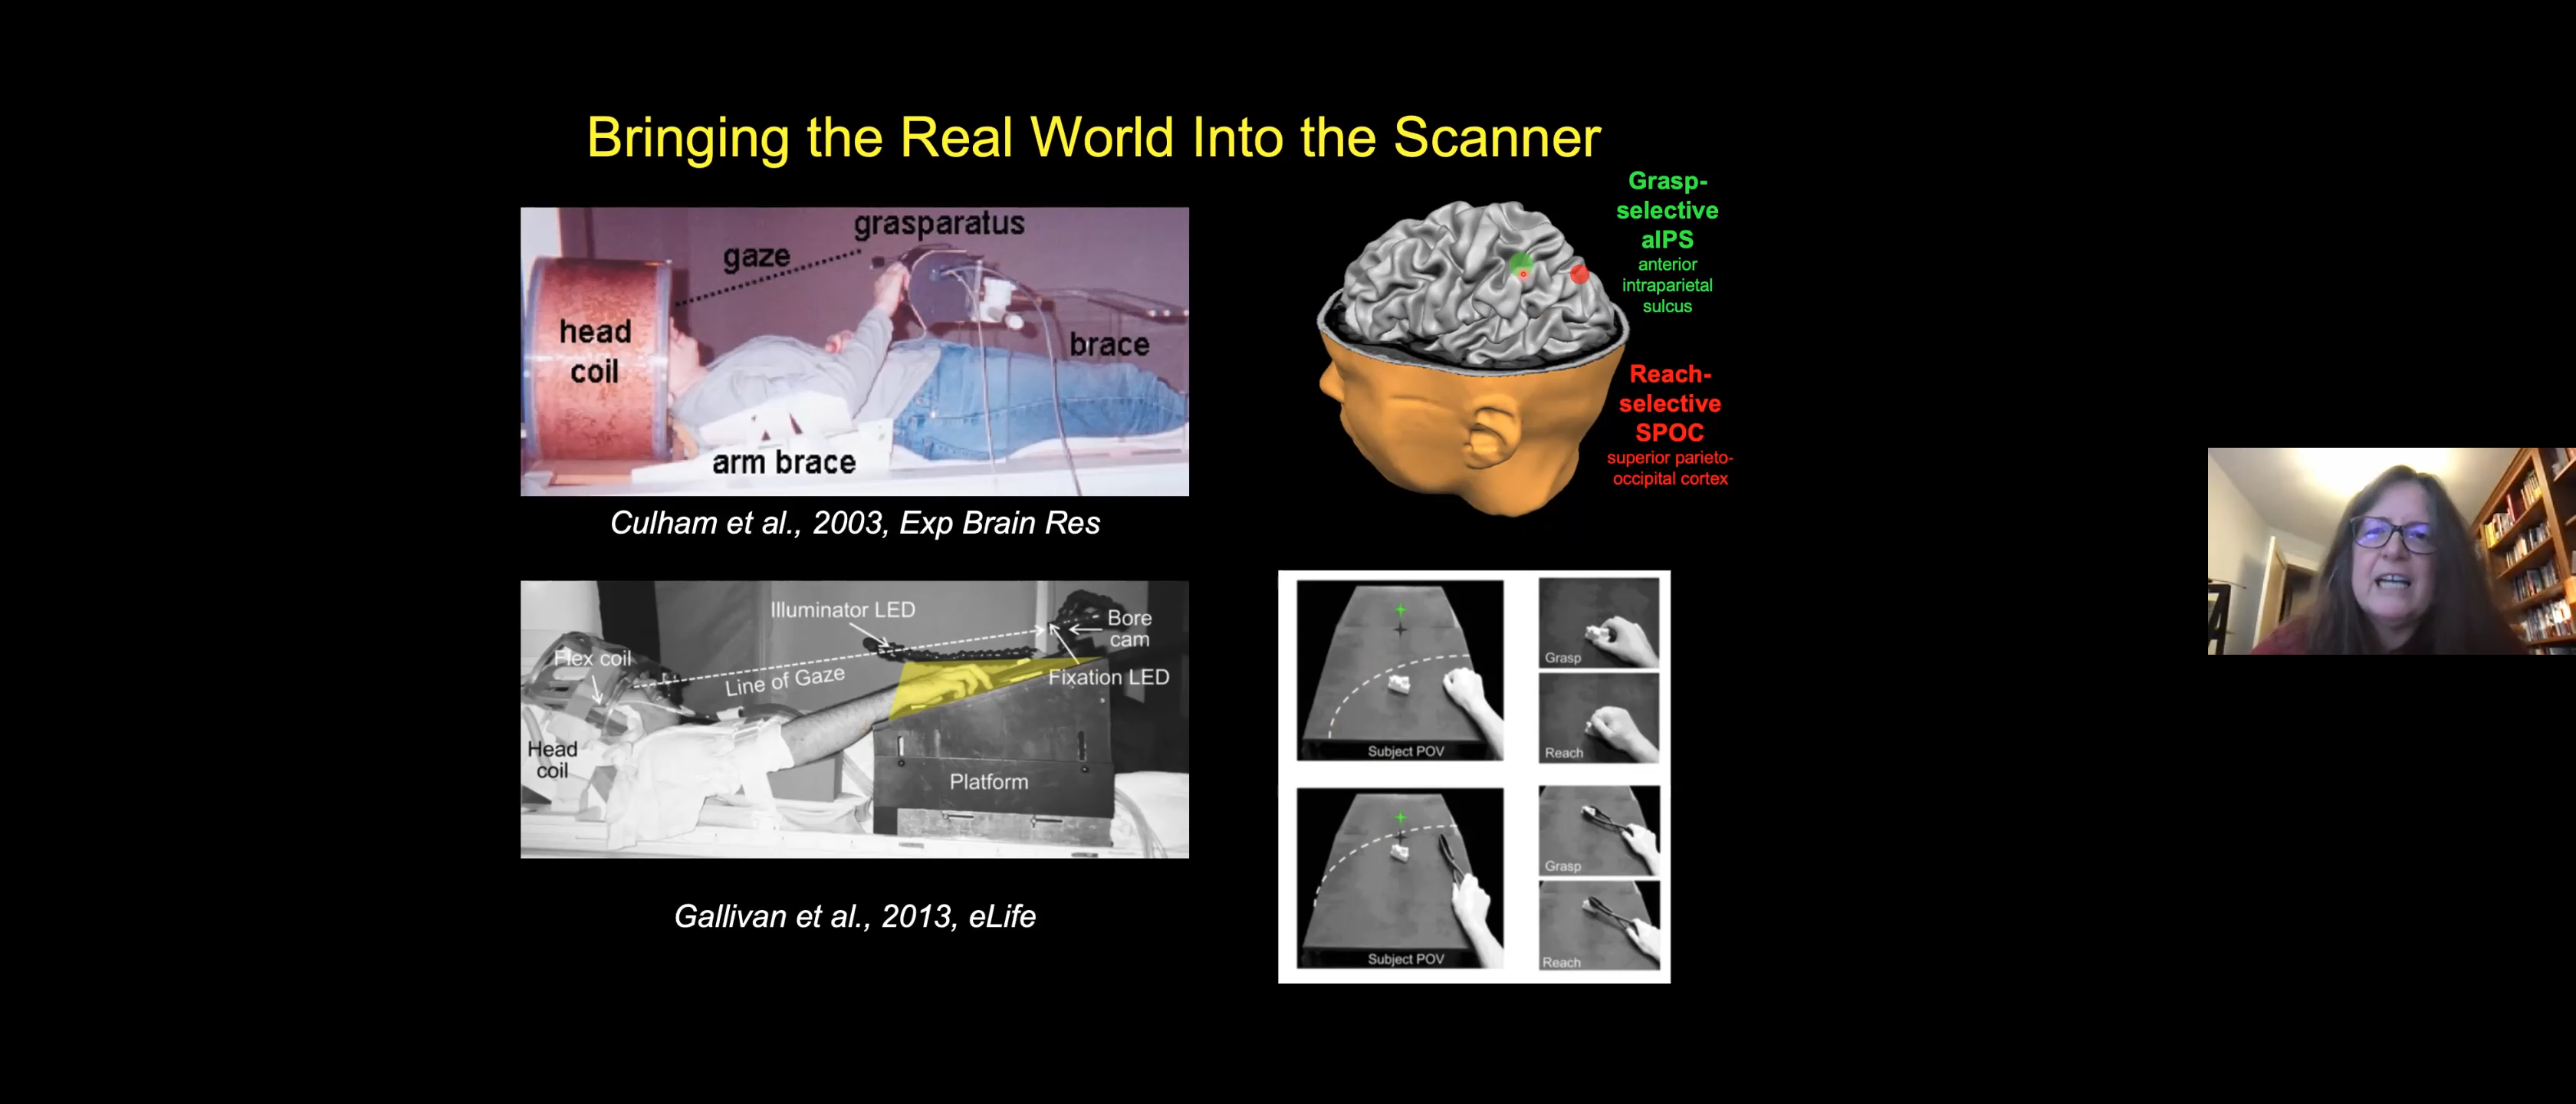 Bringing the Real World Into the Scanner
grasparatus
gaze
head
coil
brace
arm brace
Culham et al., 2003, Exp Brain Res
Grasp-
selective
aIPS
anterior
intraparietal
sulcus
Reach-
selective
SPOC
superior parieto-
occipital cortex
Illuminator LED
Bore
cam
Flex coil
Line of Gaze
Fixation LED
Head
coil
Platform
Gallivan et al., 2013, eLife
Subject POV
Grasp
Reach
Subject POV
Grasp
Reach